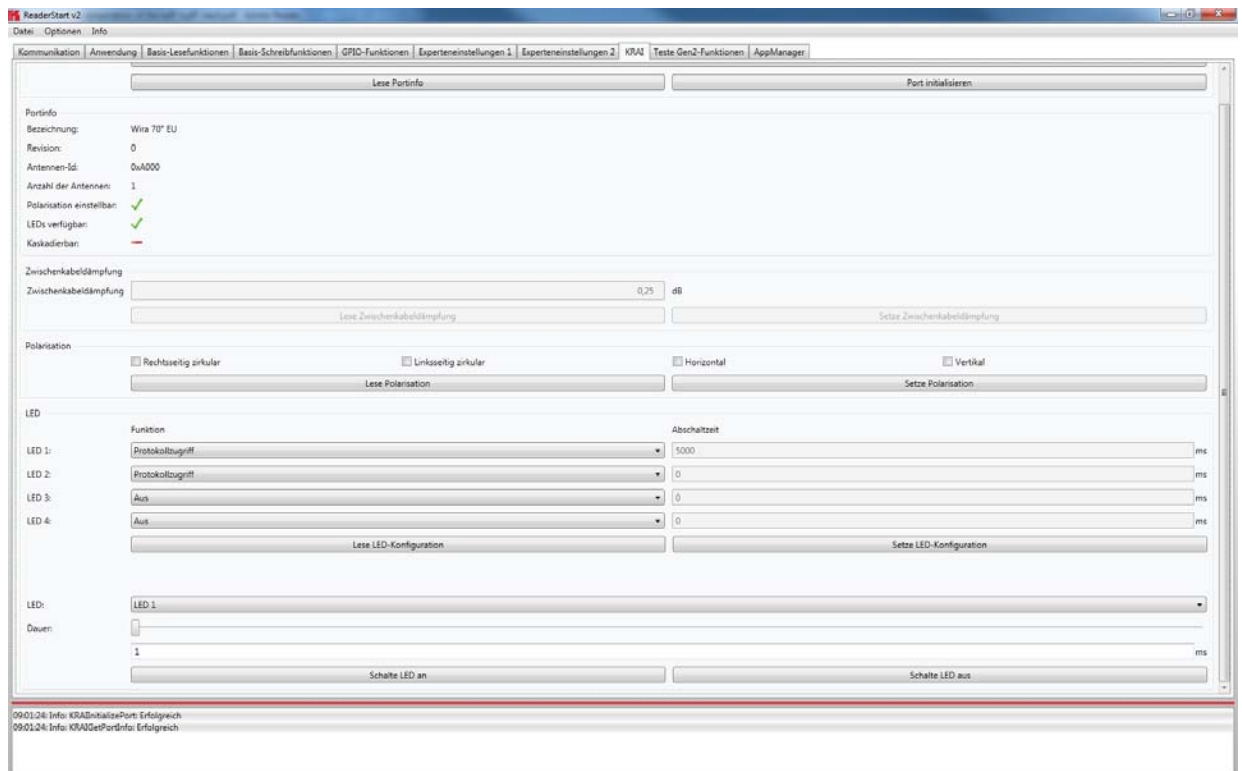 ReaderStart v2
Datei Optionen Info
Kommunikation Anwendung Basis-Lesefunktionen Basis-Schreibfunktionen GPIO-Funktionen Experteneinstellungen 1 Experteneinstellungen 2 KRAI Teste Gen2-Funktionen AppManager
Lese Portinfo Port initialisieren
Portinfo
Bezeichnung: Wira 70° EU
Revision: 0
Antennen-Id: 0xA000
Anzahl der Antennen: 1
Polarisation einstellbar:
LEDs verfügbar:
Kaskadierbar:
Zwischenkabeldämpfung
Zwischenkabeldämpfung 0,25 dB
Lese Zwischenkabeldämpfung Setze Zwischenkabeldämpfung
Polarisation
Rechtsseitig zirkular Linksseitig zirkular Horizontal Vertikal
Lese Polarisation Setze Polarisation
LED
Funktion Abschaltzeit
LED 1: Protokollzugriff 5000 ms
LED 2: Protokollzugriff 0 ms
LED 3: Aus 0 ms
LED 4: Aus 0 ms
Lese LED-Konfiguration Setze LED-Konfiguration
LED: LED 1
Dauer:
1 ms
Schalte LED an Schalte LED aus
09:01:24: Info: KRAIInitializePort: Erfolgreich
09:01:24: Info: KRAIGetPortInfo: Erfolgreich